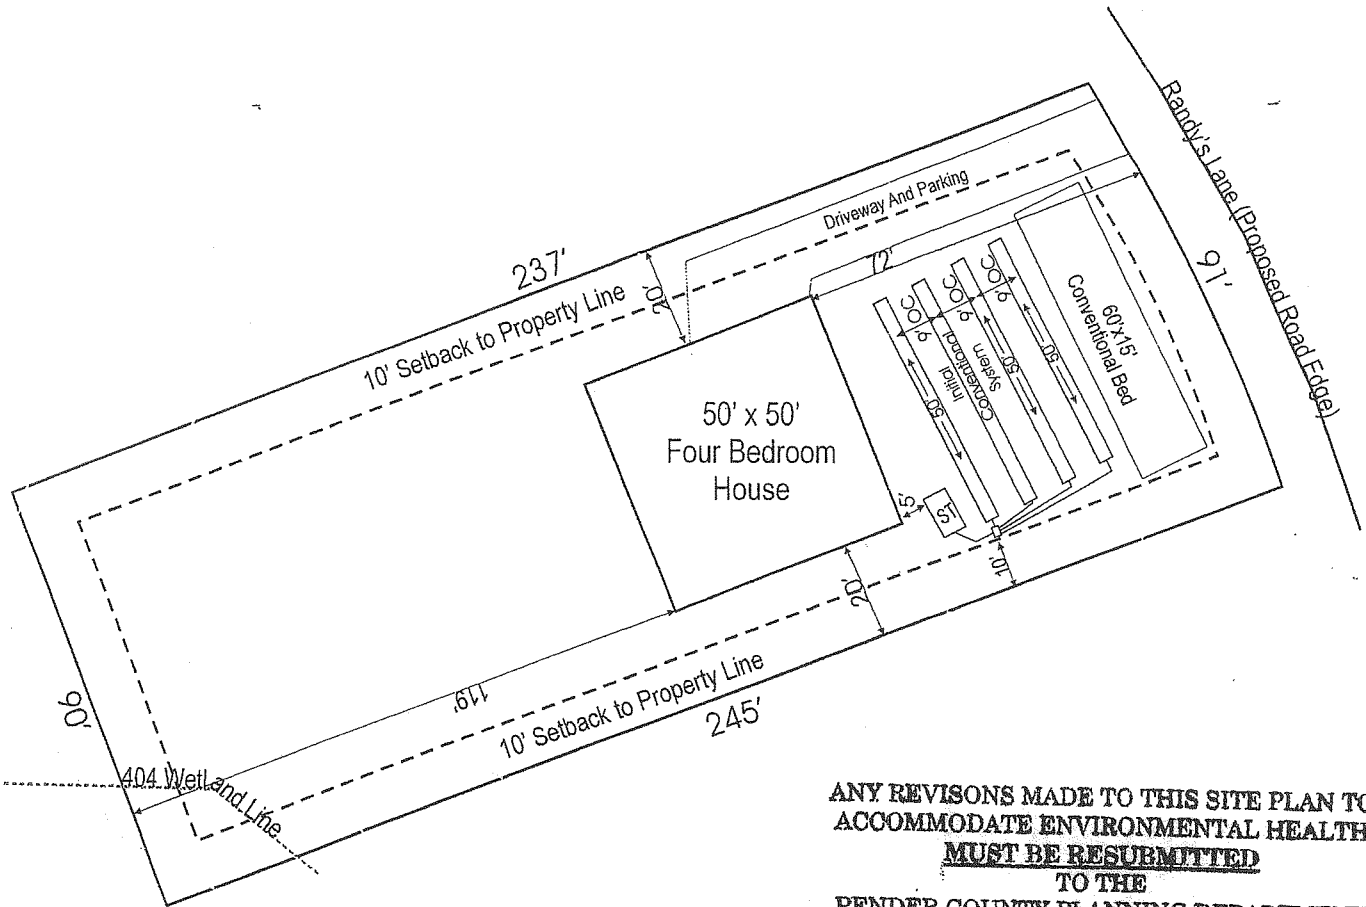 Randy's Lane (Proposed Road Edge)
91'
237'
10' Setback to Property Line
20'
Driveway And Parking
72'
9' OC
9' OC
9' OC
Initial
Conventional
System
50'
50'
50'
60'x15'
Conventional Bed
50' x 50'
Four Bedroom
House
5'
ST
10'
20'
119'
10' Setback to Property Line
245'
90'
404 WetLand Line
ANY REVISONS MADE TO THIS SITE PLAN TO
ACCOMMODATE ENVIRONMENTAL HEALTH
MUST BE RESUBMITTED
TO THE
PENDER COUNTY PLANNING